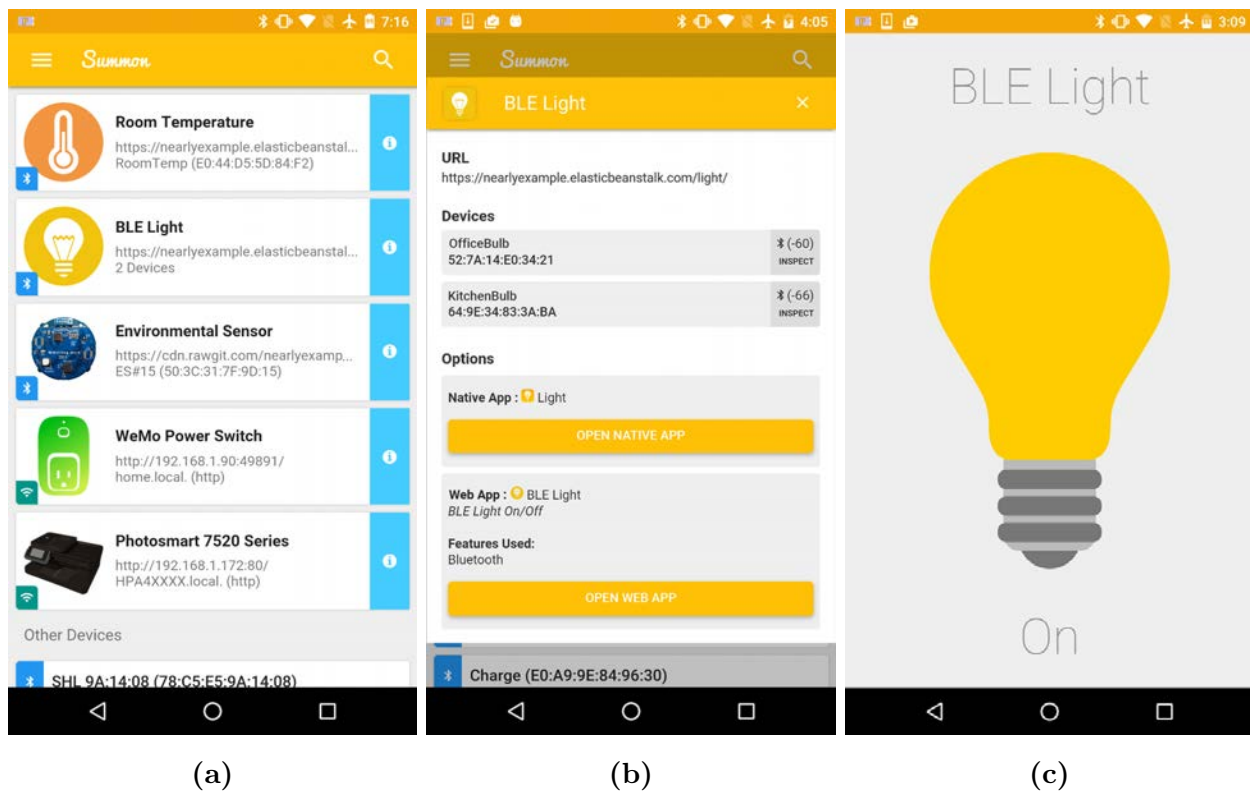 7:16
Summon
Room Temperature
https://nearlyexample.elasticbeanstal...
RoomTemp (E0:44:D5:5D:84:F2)
BLE Light
https://nearlyexample.elasticbeanstal...
2 Devices
Environmental Sensor
https://cdn.rawgit.com/nearlyexamp...
ES#15 (50:3C:31:7F:9D:15)
WeMo Power Switch
http://192.168.1.90:49891/
home.local. (http)
Photosmart 7520 Series
http://192.168.1.172:80/
HPA4XXXX.local. (http)
Other Devices
SHL 9A:14:08 (78:C5:E5:9A:14:08)
(a)
4:05
Summon
BLE Light
URL
https://nearlyexample.elasticbeanstalk.com/light/
Devices
OfficeBulb
(-60)
52:7A:14:E0:34:21
INSPECT
KitchenBulb
(-66)
64:9E:34:83:3A:BA
INSPECT
Options
Native App : Light
OPEN NATIVE APP
Web App : BLE Light
BLE Light On/Off
Features Used:
Bluetooth
OPEN WEB APP
Charge (E0:A9:9E:84:96:30)
(b)
3:09
BLE Light
On
(c)